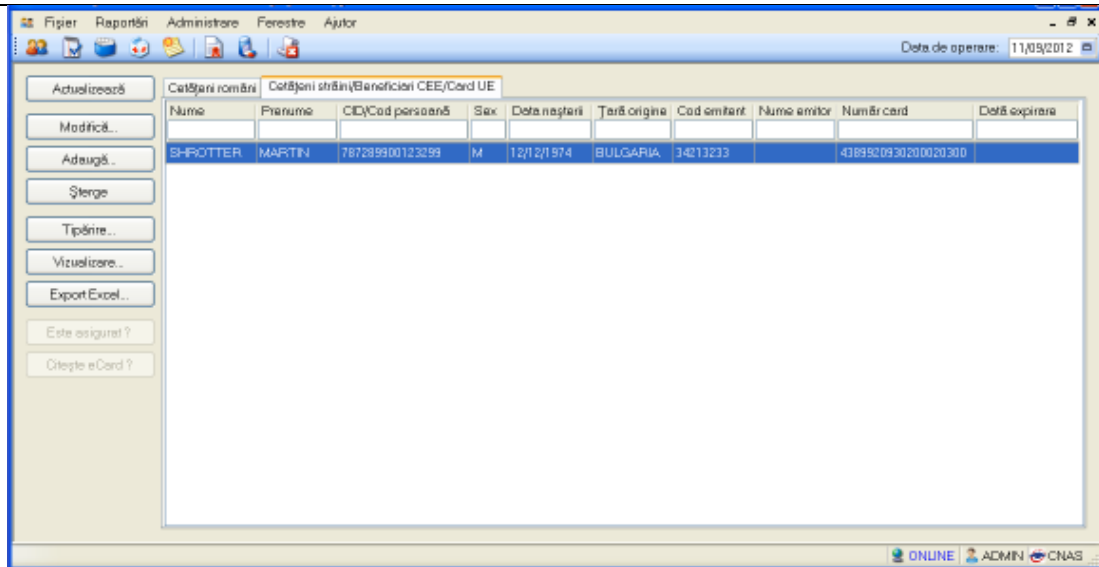 Fişier Raportări Administrare Ferestre Ajutor
Data de operare: 11/09/2012
Actualizează
Modifică...
Adaugă...
Şterge
Tipărire...
Vizualizare...
Export Excel...
Este asigurat ?
Citeşte eCard ?
Cetăţeni români Cetăţeni străini/Beneficiari CEE/Card UE
Nume Prenume CID/Cod persoană Sex Data naşterii Ţară origine Cod emitent Nume emitor Număr card Dată expirare
SHROTTER MARTIN 787289900123299 M 12/12/1974 BULGARIA 34213233 4389920930200020300
ONLINE ADMIN CNAS